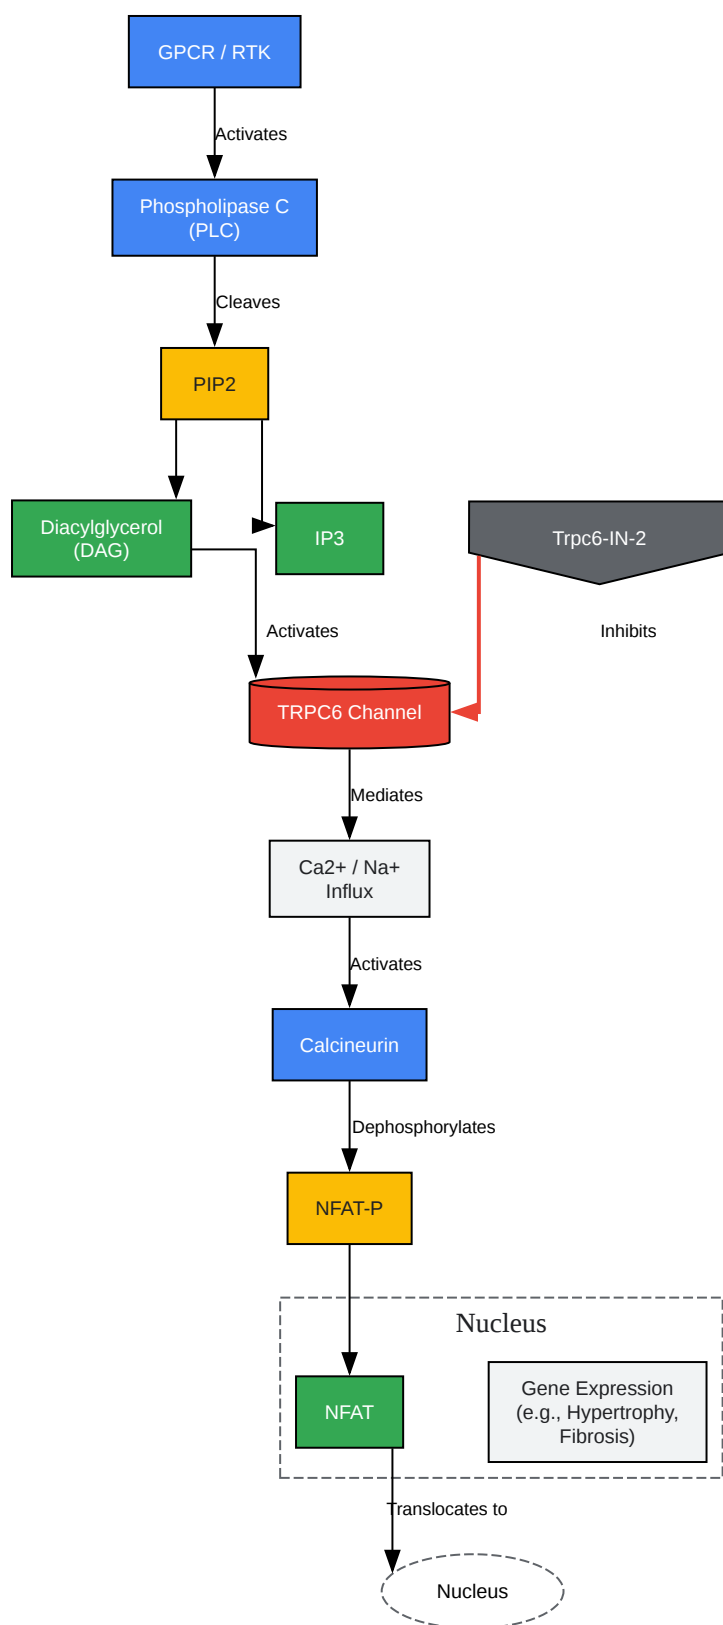 GPCR / RTK
Activates
Phospholipase C
(PLC)
Cleaves
PIP2
Diacylglycerol
(DAG)
IP3
Trpc6-IN-2
Activates
Inhibits
TRPC6 Channel
Mediates
Ca2+ / Na+
Influx
Activates
Calcineurin
Dephosphorylates
NFAT-P
Nucleus
NFAT
Gene Expression
(e.g., Hypertrophy,
Fibrosis)
Translocates to
Nucleus